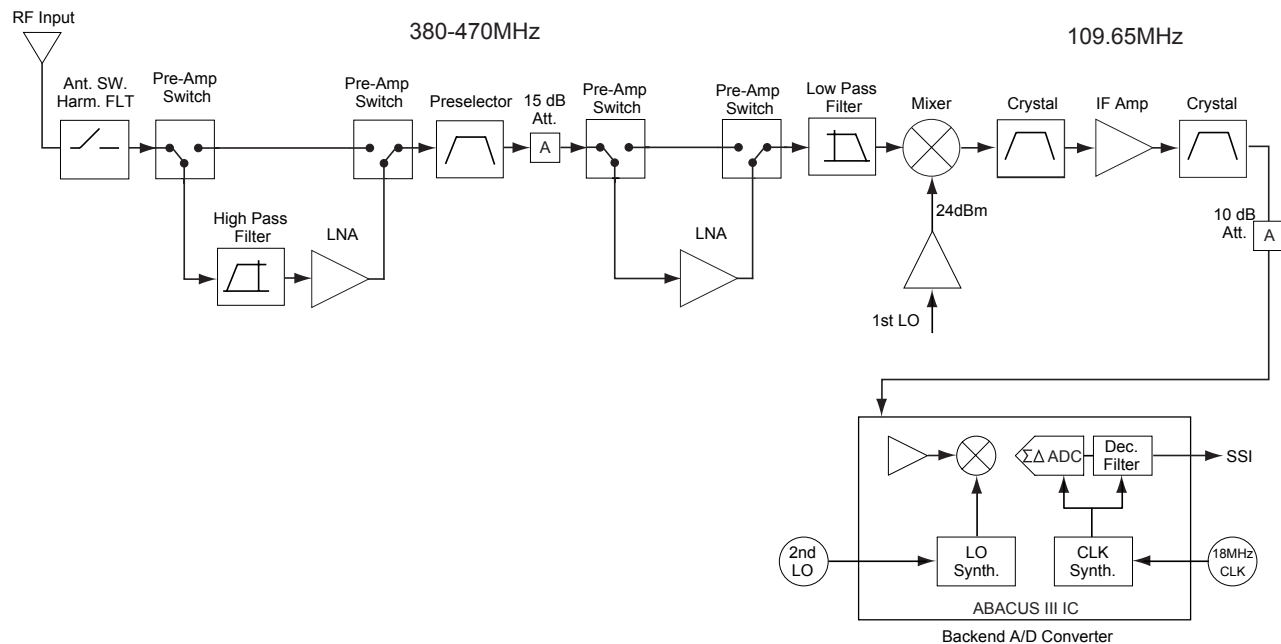 RF Input
380-470MHz
109.65MHz
Ant. SW.
Harm. FLT
Pre-Amp
Switch
Pre-Amp
Switch
Preselector
15 dB
Att.
A
Pre-Amp
Switch
Pre-Amp
Switch
Low Pass
Filter
Mixer
Crystal
IF Amp
Crystal
High Pass
Filter
LNA
LNA
24dBm
1st LO
10 dB
Att.
A
ΣΔ ADC
Dec.
Filter
SSI
2nd
LO
LO
Synth.
CLK
Synth.
18MHz
CLK
ABACUS III IC
Backend A/D Converter